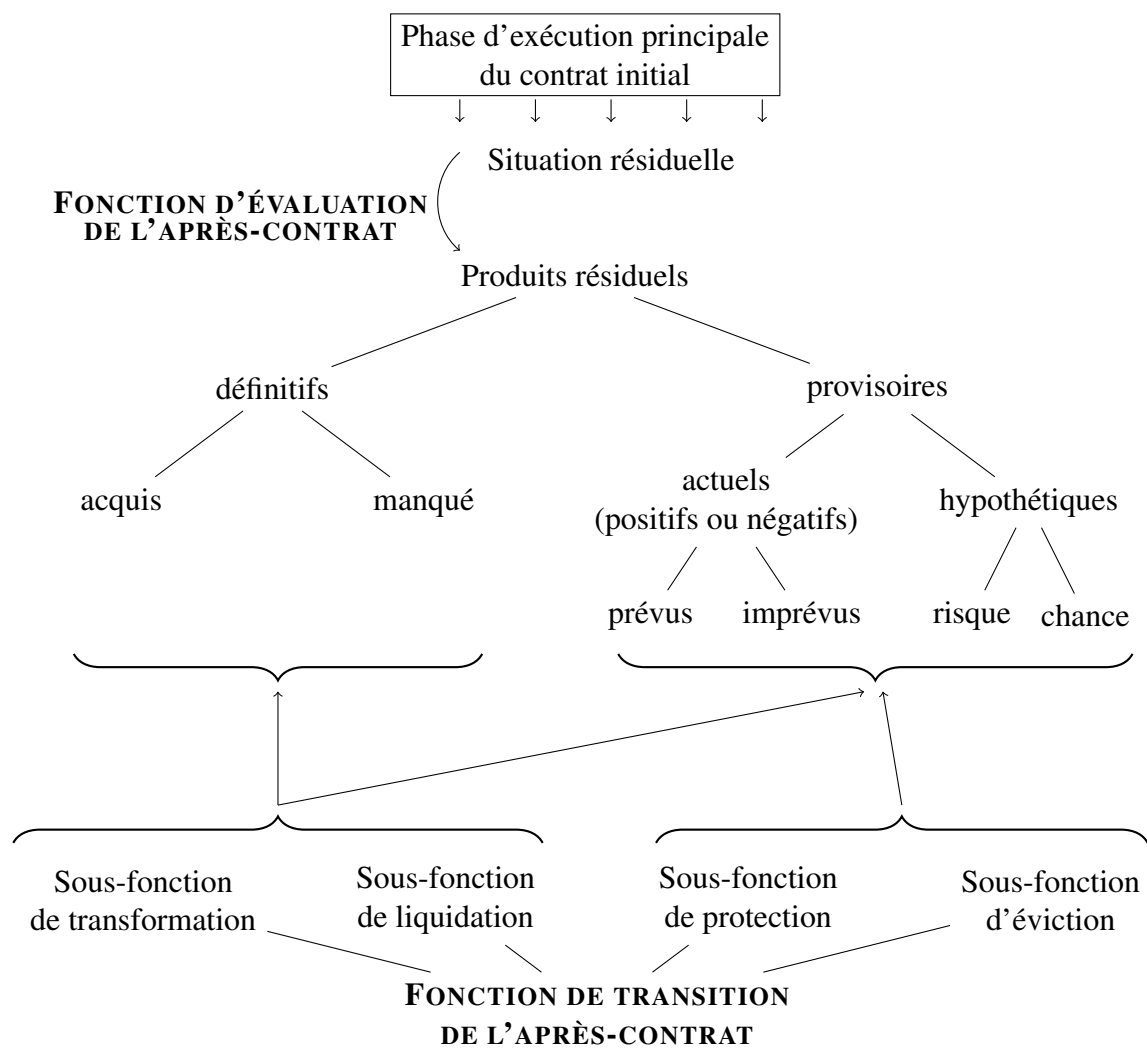 Phase d'exécution principale
du contrat initial
Situation résiduelle
FONCTION D'ÉVALUATION
DE L'APRÈS-CONTRAT
Produits résiduels
définitifs
provisoires
acquis
manqué
actuels
(positifs ou négatifs)
hypothétiques
prévus
imprévus
risque
chance
Sous-fonction
de transformation
Sous-fonction
de liquidation
Sous-fonction
de protection
Sous-fonction
d'éviction
FONCTION DE TRANSITION
DE L'APRÈS-CONTRAT